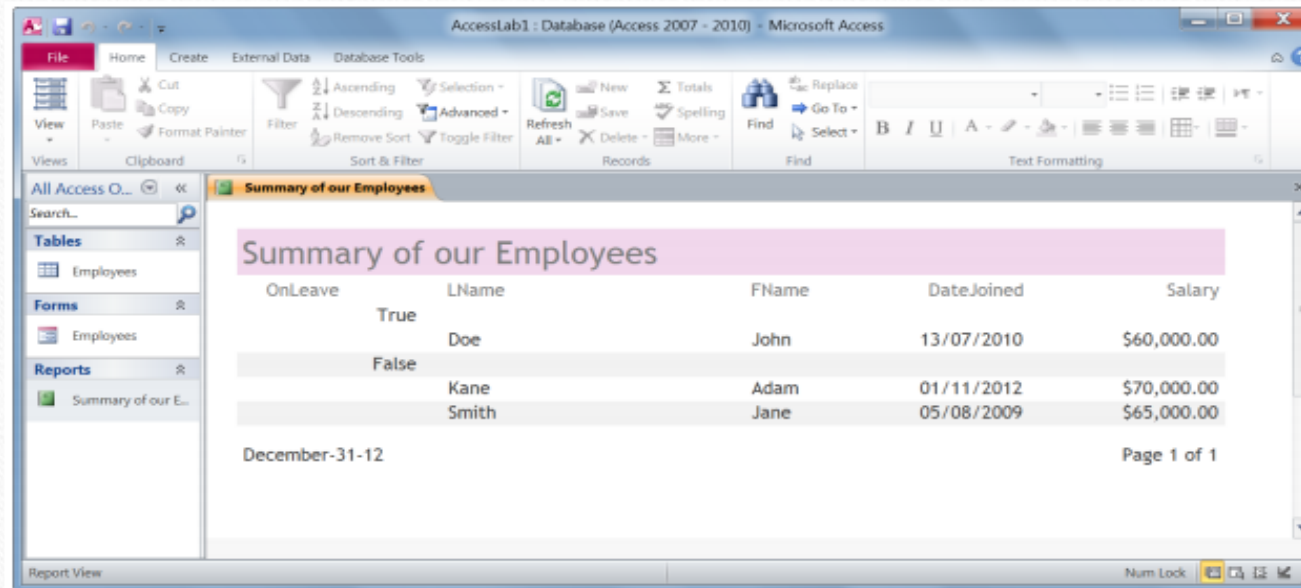 AccessLab1 : Database (Access 2007 - 2010) - Microsoft Access
File Home Create External Data Database Tools
View Paste Cut Copy Format Painter Filter Ascending Descending Remove Sort Selection Advanced Toggle Filter Refresh All New Save Delete Totals Spelling More Find Replace Go To Select B I U A
Views Clipboard Sort & Filter Records Find Text Formatting
All Access O... «
Summary of our Employees
Search...
Tables
Employees
Forms
Employees
Reports
Summary of our E...
Summary of our Employees
OnLeave LName FName DateJoined Salary
True
Doe John 13/07/2010 $60,000.00
False
Kane Adam 01/11/2012 $70,000.00
Smith Jane 05/08/2009 $65,000.00
December-31-12 Page 1 of 1
Report View Num Lock